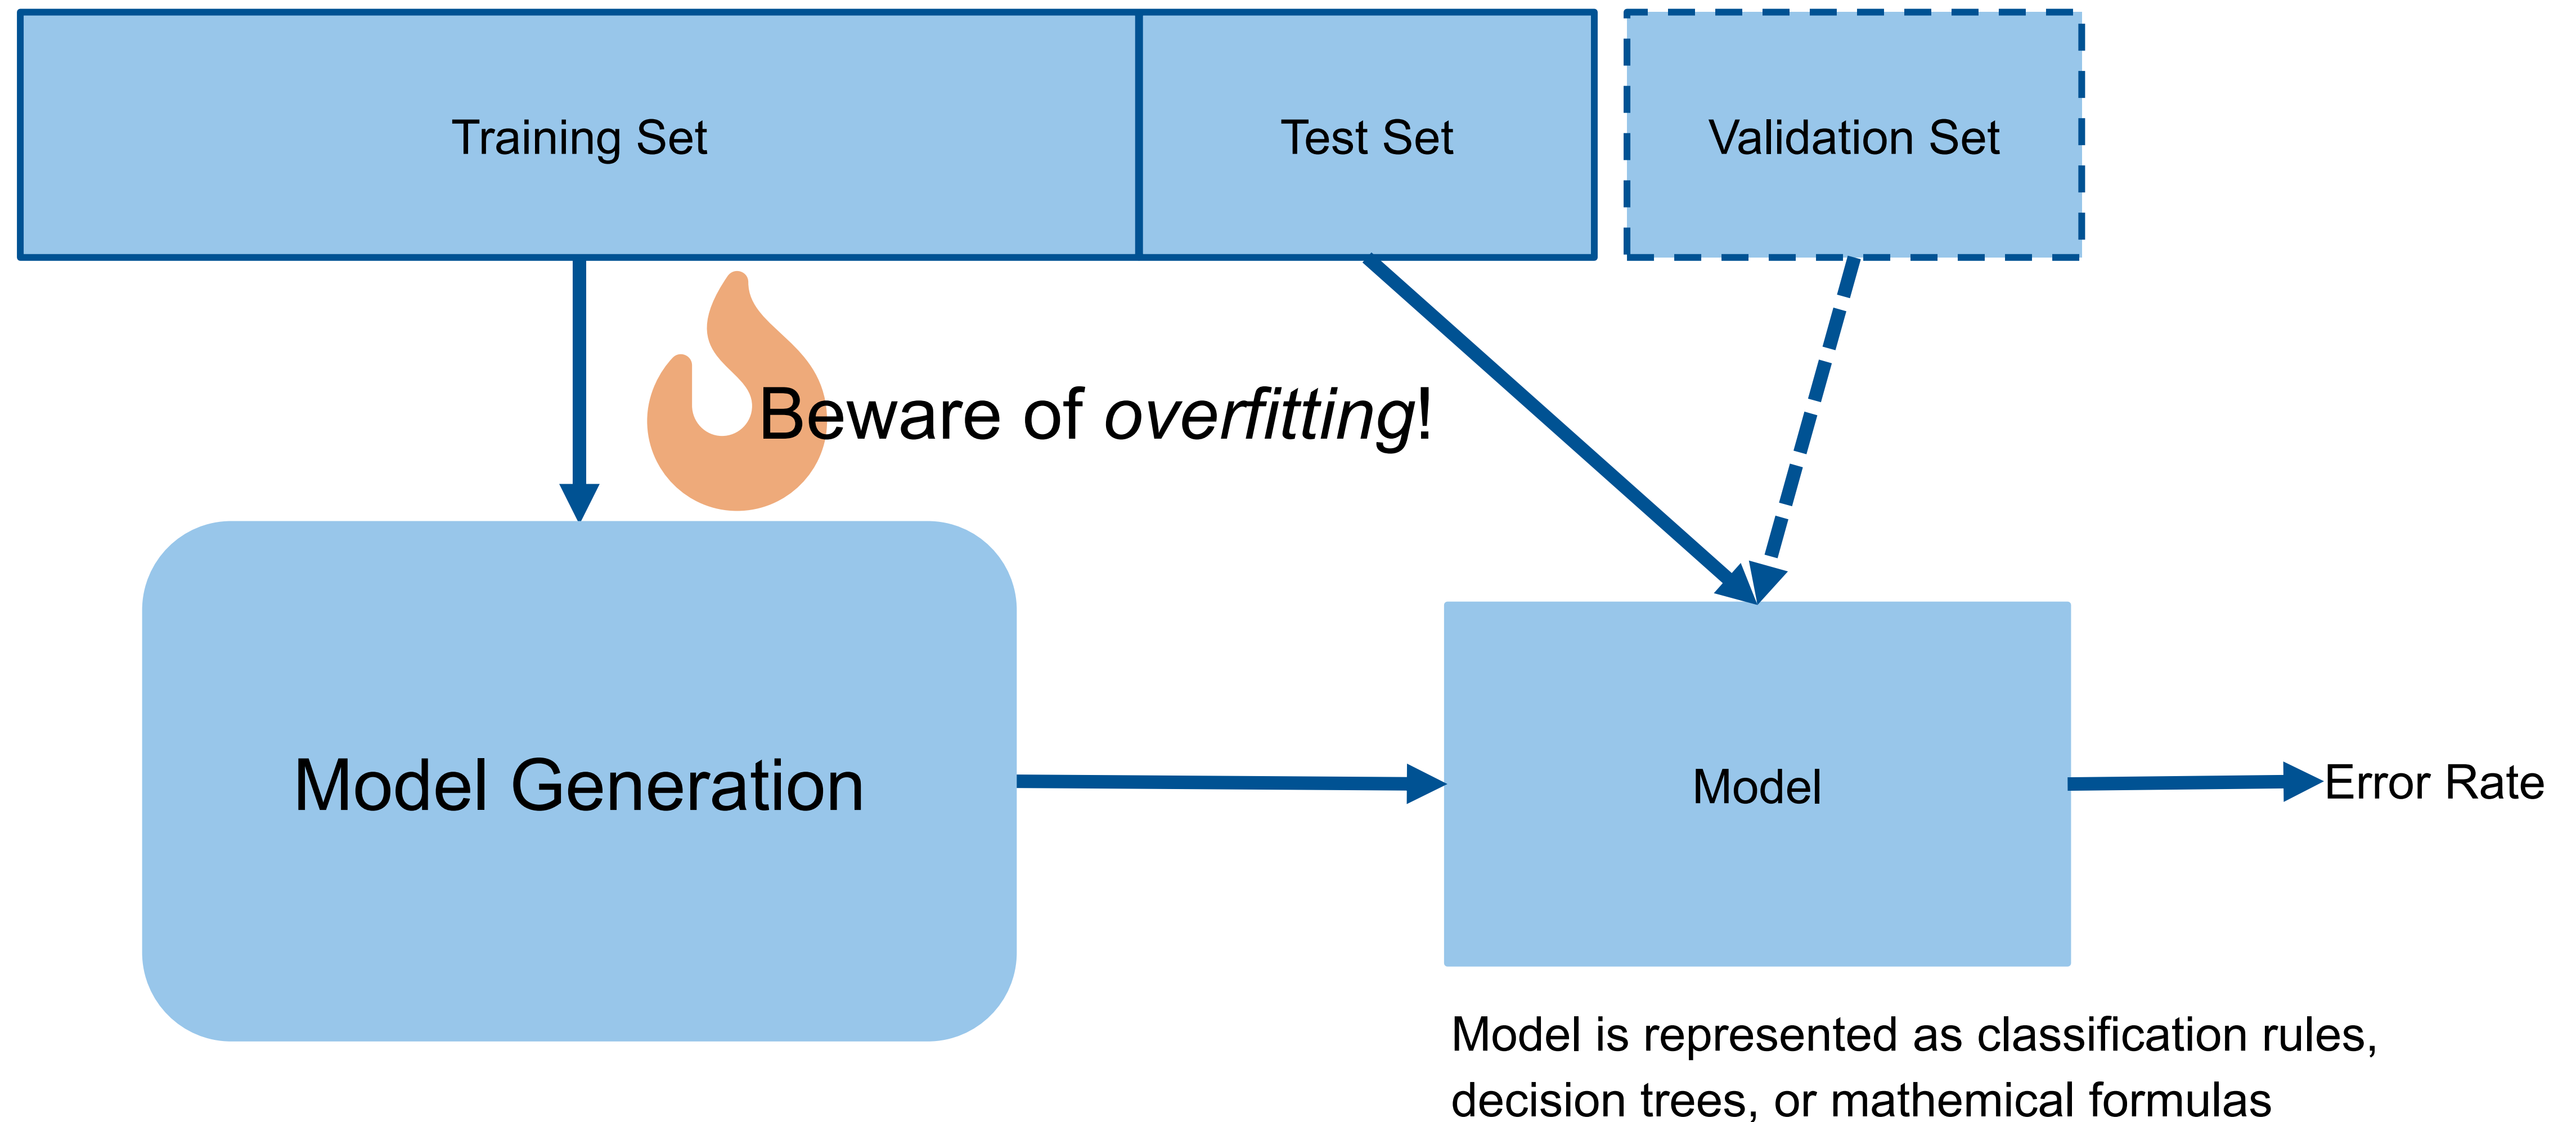 Training Set
Test Set
Validation Set
Beware of overfitting!
Model Generation
Model
Error Rate
Model is represented as classification rules,
decision trees, or mathemical formulas